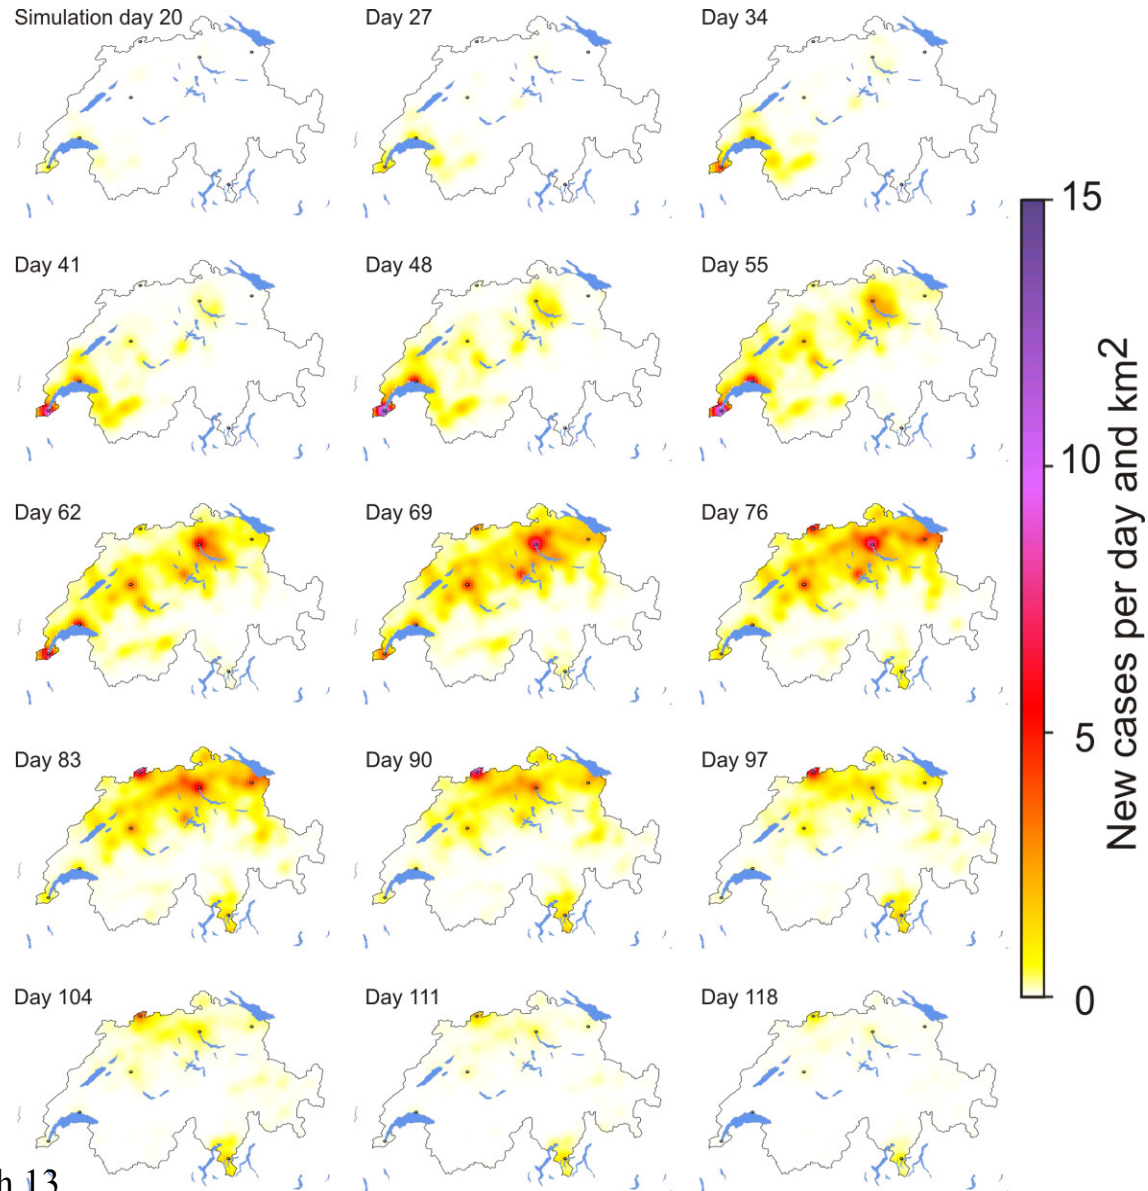 Simulation day 20
Day 27
Day 34
Day 41
Day 48
Day 55
Day 62
Day 69
Day 76
Day 83
Day 90
Day 97
Day 104
Day 111
Day 118
15
10
5
0
New cases per day and km2
h 13